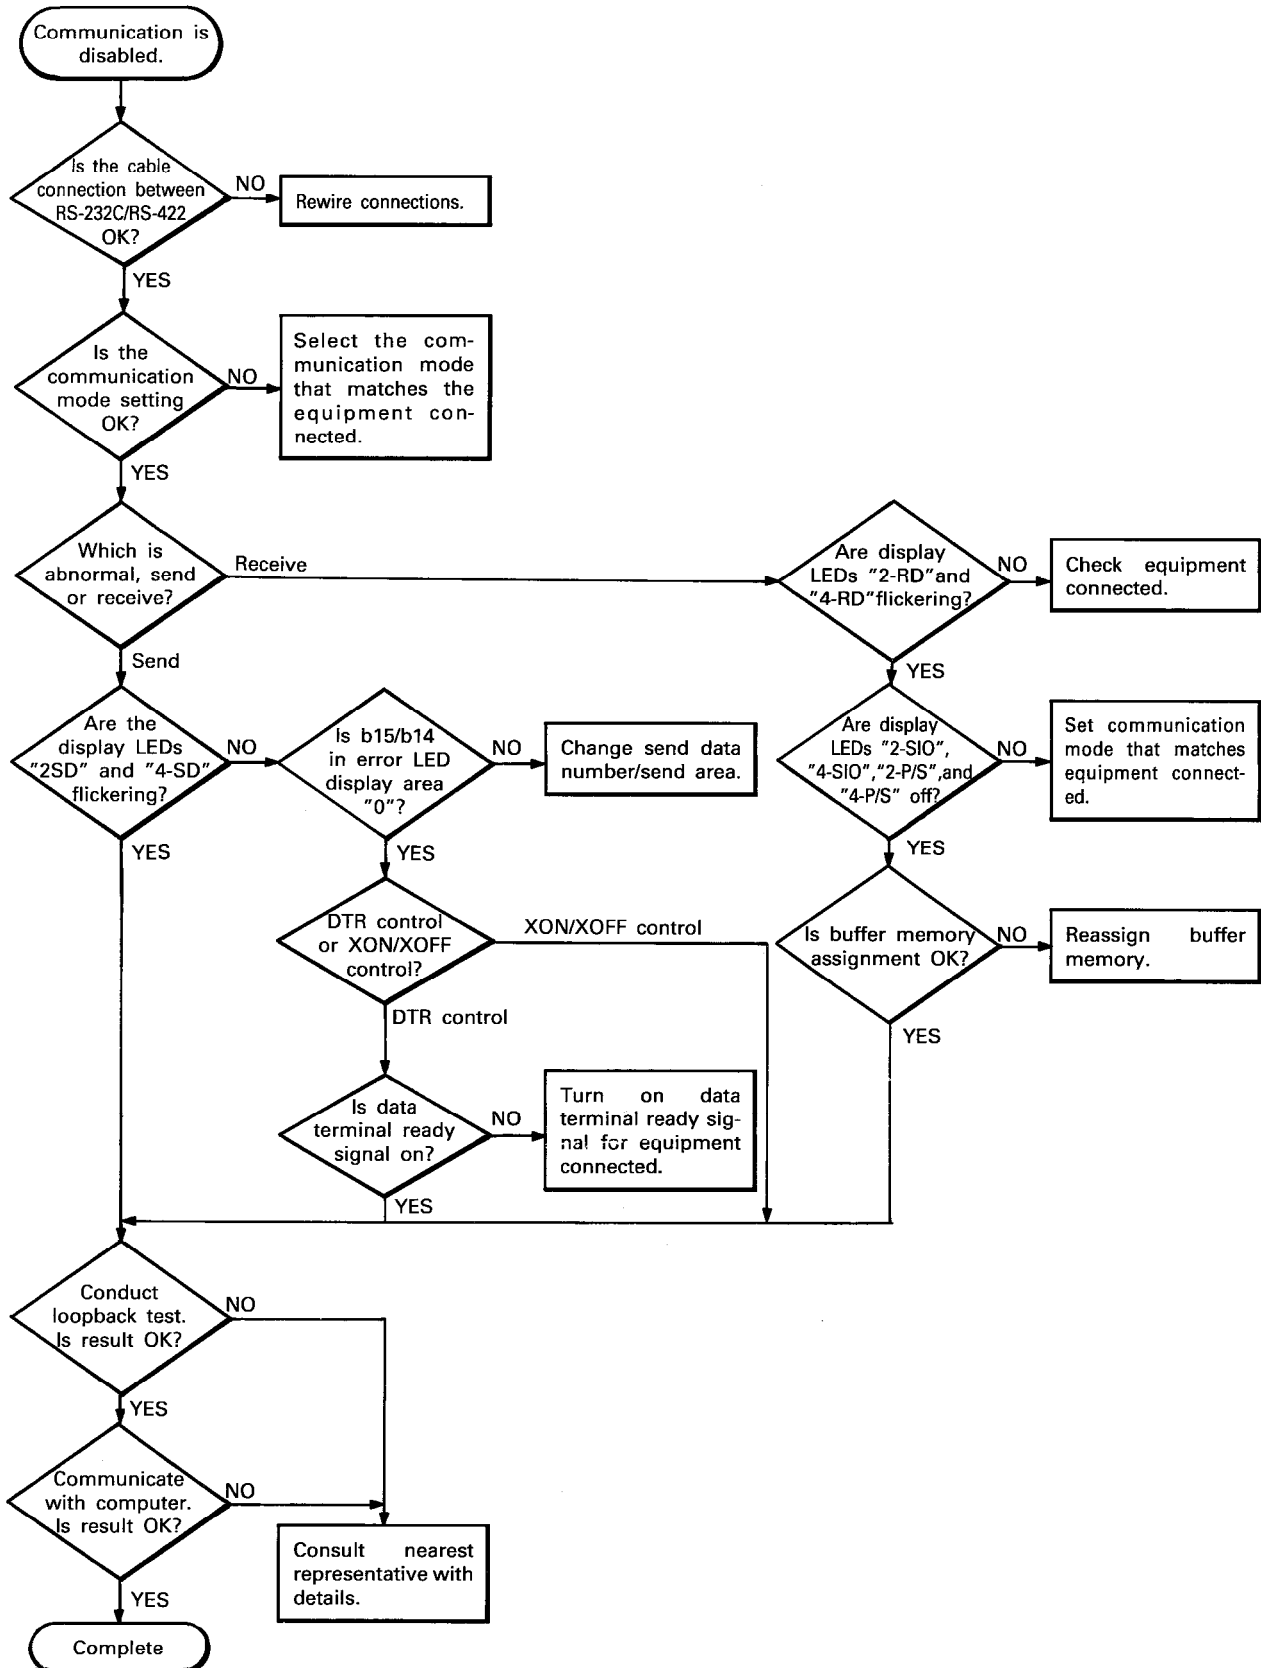 Communication is
disabled.
Is the cable
connection between
RS-232C/RS-422
OK?
NO
Rewire connections.
YES
Is the
communication
mode setting
OK?
NO
Select the com-
munication mode
that matches the
equipment con-
nected.
YES
Which is
abnormal, send
or receive?
Receive
Are display
LEDs "2-RD" and
"4-RD" flickering?
NO
Check equipment
connected.
Send
YES
Are the
display LEDs
"2SD" and "4-SD"
flickering?
NO
Is b15/b14
in error LED
display area
"0"?
NO
Change send data
number/send area.
Are display
LEDs "2-SIO",
"4-SIO","2-P/S",and
"4-P/S" off?
NO
Set communication
mode that matches
equipment connect-
ed.
YES
YES
YES
DTR control
or XON/XOFF
control?
XON/XOFF control
Is buffer memory
assignment OK?
NO
Reassign buffer
memory.
DTR control
YES
Is data
terminal ready
signal on?
NO
Turn on data
terminal ready sig-
nal for equipment
connected.
YES
Conduct
loopback test.
Is result OK?
NO
YES
Communicate
with computer.
Is result OK?
NO
Consult nearest
representative with
details.
YES
Complete